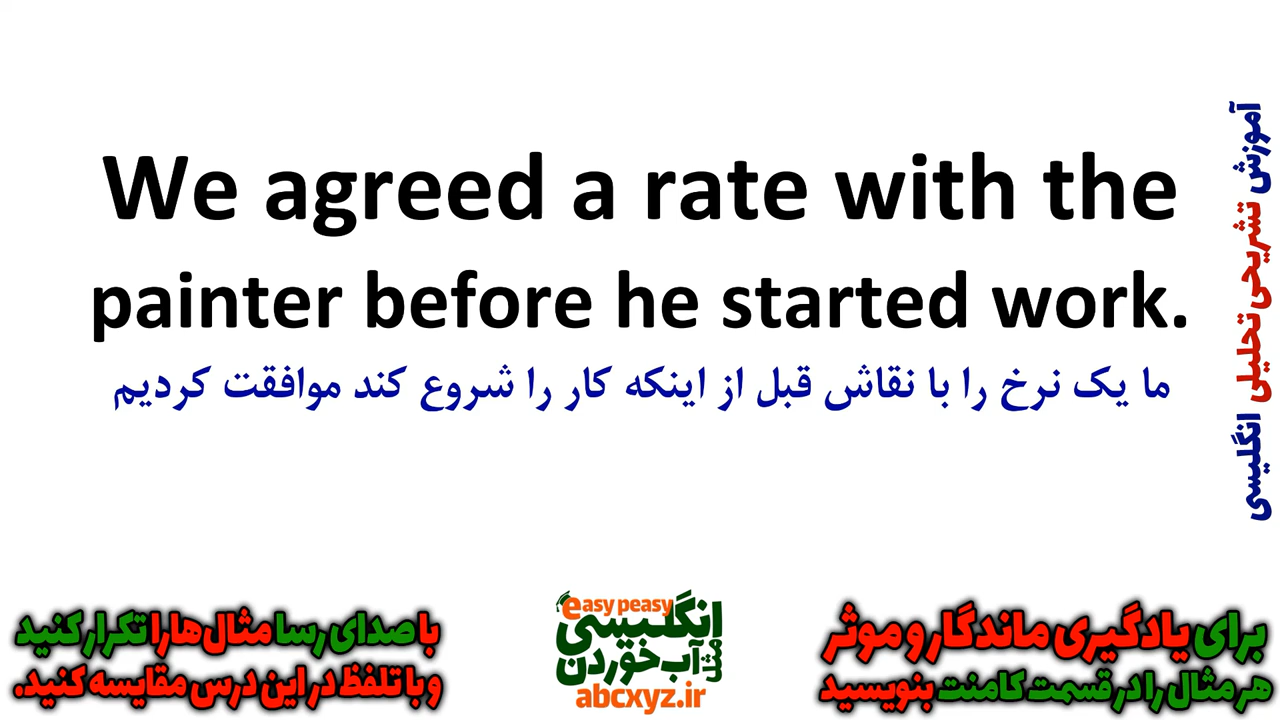 We agreed a rate with the
painter before he started work.
ما یک نرخ را با نقاش قبل از اینکه کار را شروع کند موافقت کردیم
آموزش تشریحی تحلیلی انگلیسی
برای یادگیری ماندگار و موثر
هر مثال را در قسمت کامنت بنویسید
easy peasy
انگلیسی
مثل
آب خوردن
abcxyz.ir
با صدای رسا مثال ها را تکرار کنید
و با تلفظ در این درس مقایسه کنید.